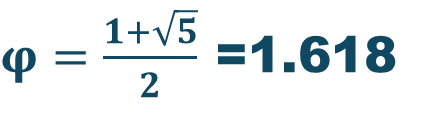 φ = (1+√5)/2 =1.618